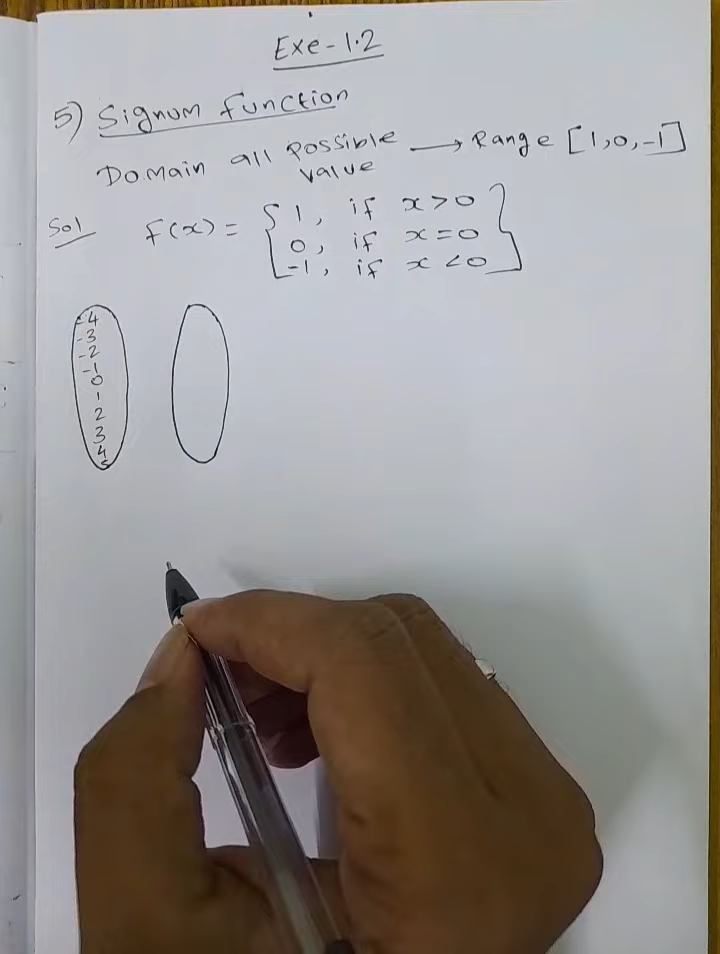 Exe-1.2
5) Signum function
Domain all possible value → Range [1,0,-1]
Sol f(x) = { 1, if x>0
0, if x=0
-1, if x<0 }
-4
-3
-2
-1
0
1
2
3
4